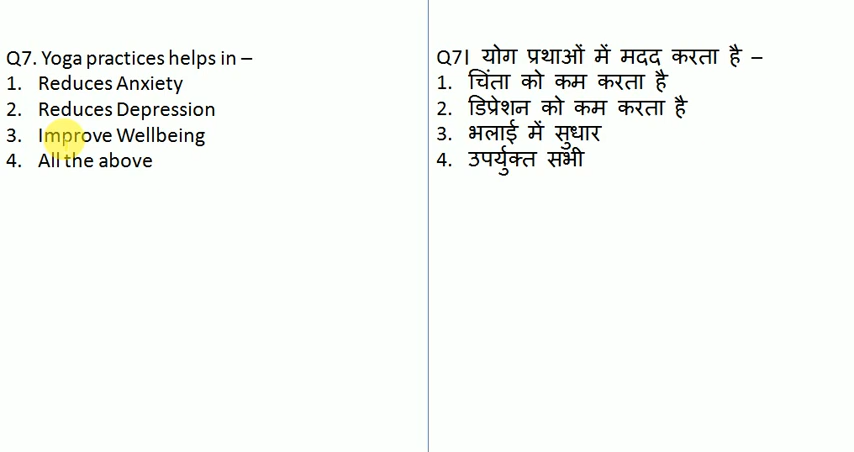 Q7. Yoga practices helps in –
1. Reduces Anxiety
2. Reduces Depression
3. Improve Wellbeing
4. All the above
Q7। योग प्रथाओं में मदद करता है –
1. चिंता को कम करता है
2. डिप्रेशन को कम करता है
3. भलाई में सुधार
4. उपर्युक्त सभी